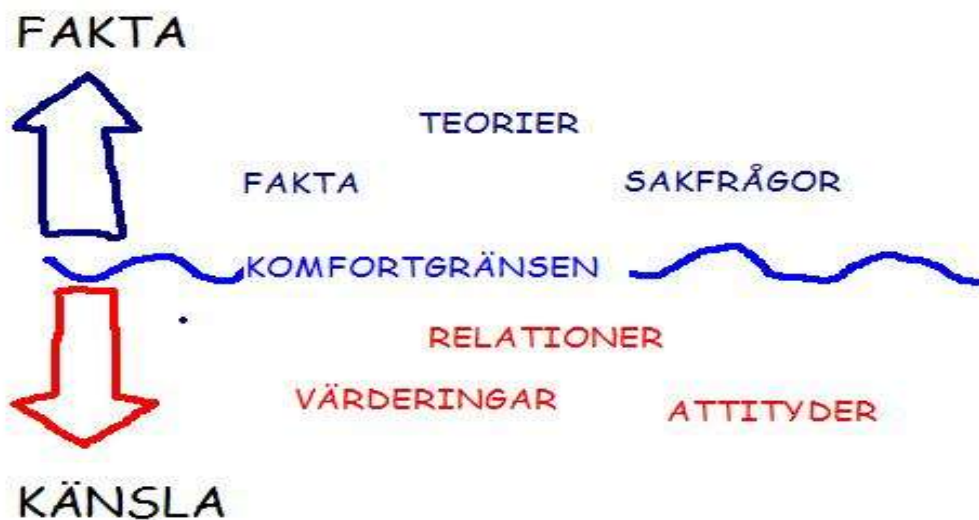 FAKTA
TEORIER
FAKTA SAKFRÅGOR
KOMFORTGRÄNSEN
RELATIONER
VÄRDERINGAR ATTITYDER
KÄNSLA